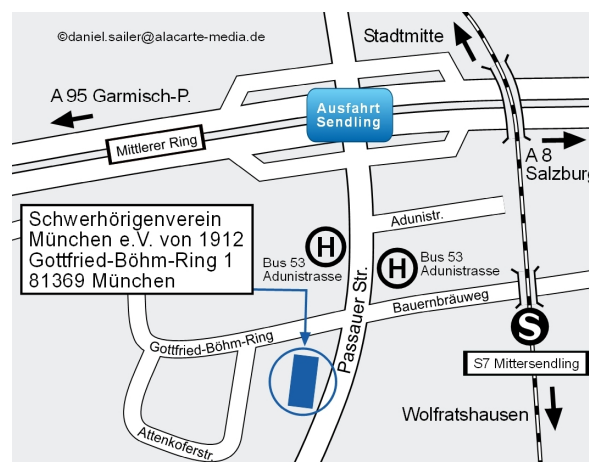 ©daniel.sailer@alacarte-media.de
Stadtmitte
A 95 Garmisch-P.
Ausfahrt
Sendling
Mittlerer Ring
A 8
Salzburg
Schwerhörigenverein
München e.V. von 1912
Gottfried-Böhm-Ring 1
81369 München
Adunistr.
H
Bus 53
Adunistrasse
H
Bus 53
Adunistrasse
Passauer Str.
Bauernbräuweg
S
Gottfried-Böhm-Ring
S7 Mittersendling
Attenkoferstr.
Wolfratshausen